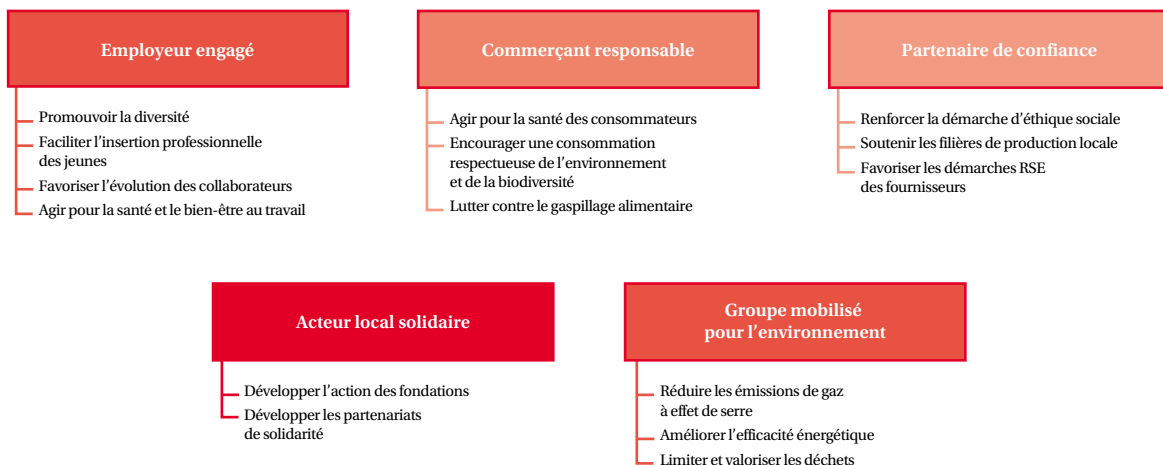 Employeur engagé
Promouvoir la diversité
Faciliter l'insertion professionnelle
des jeunes
Favoriser l'évolution des collaborateurs
Agir pour la santé et le bien-être au travail
Commerçant responsable
Agir pour la santé des consommateurs
Encourager une consommation
respectueuse de l'environnement
et de la biodiversité
Lutter contre le gaspillage alimentaire
Partenaire de confiance
Renforcer la démarche d'éthique sociale
Soutenir les filières de production locale
Favoriser les démarches RSE
des fournisseurs
Acteur local solidaire
Développer l'action des fondations
Développer les partenariats
de solidarité
Groupe mobilisé
pour l'environnement
Réduire les émissions de gaz
à effet de serre
Améliorer l'efficacité énergétique
Limiter et valoriser les déchets